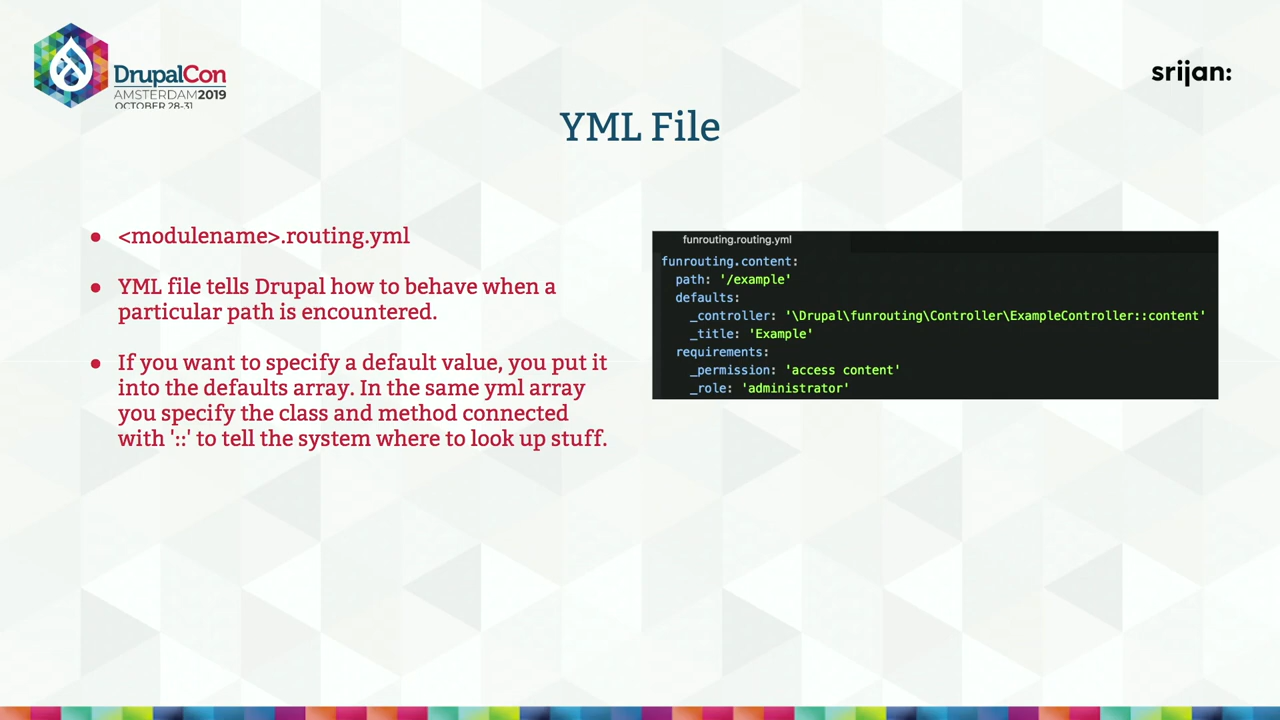 DrupalCon
AMSTERDAM2019
OCTOBER 28-31
srijan:
YML File
<modulename>.routing.yml
YML file tells Drupal how to behave when a
particular path is encountered.
If you want to specify a default value, you put it
into the defaults array. In the same yml array
you specify the class and method connected
with '::' to tell the system where to look up stuff.
funrouting.routing.yml
funrouting.content:
  path: '/example'
  defaults:
    _controller: '\Drupal\funrouting\Controller\ExampleController::content'
    _title: 'Example'
  requirements:
    _permission: 'access content'
    _role: 'administrator'